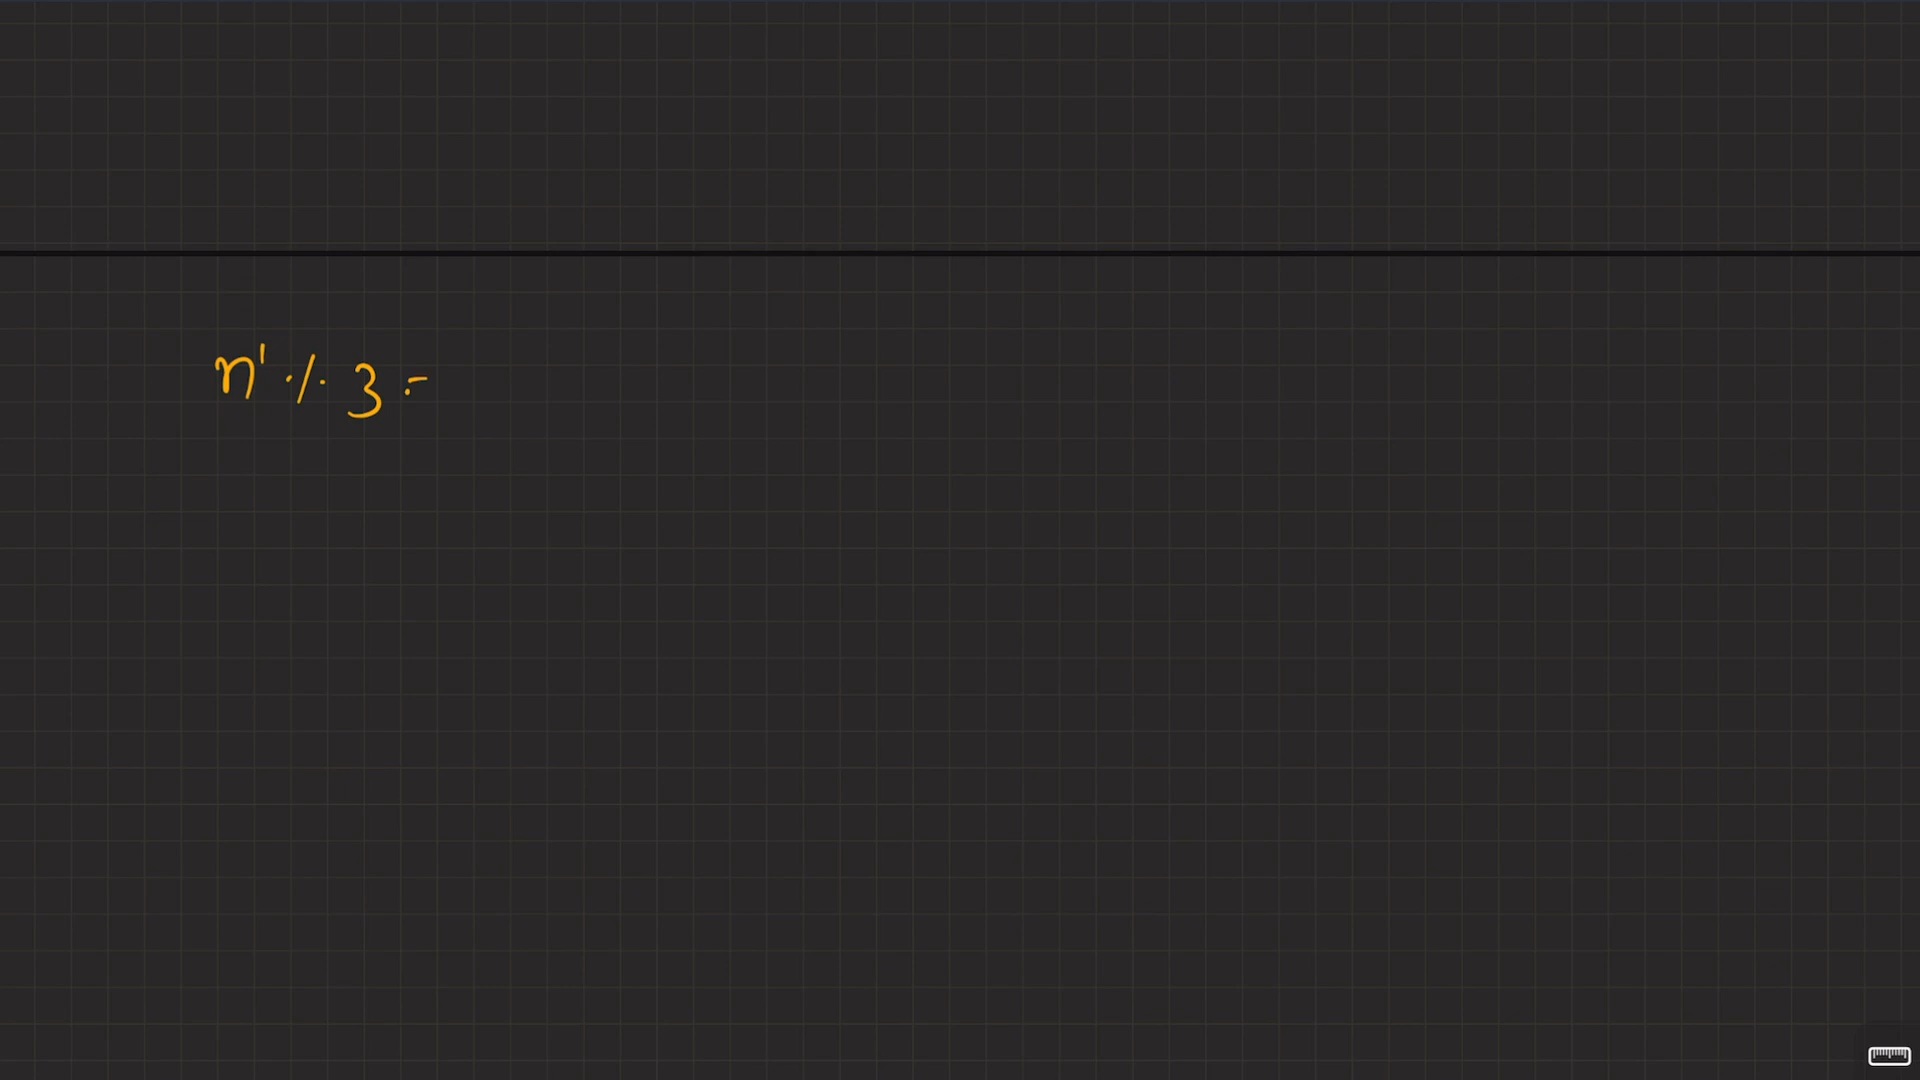 n' % 3 =